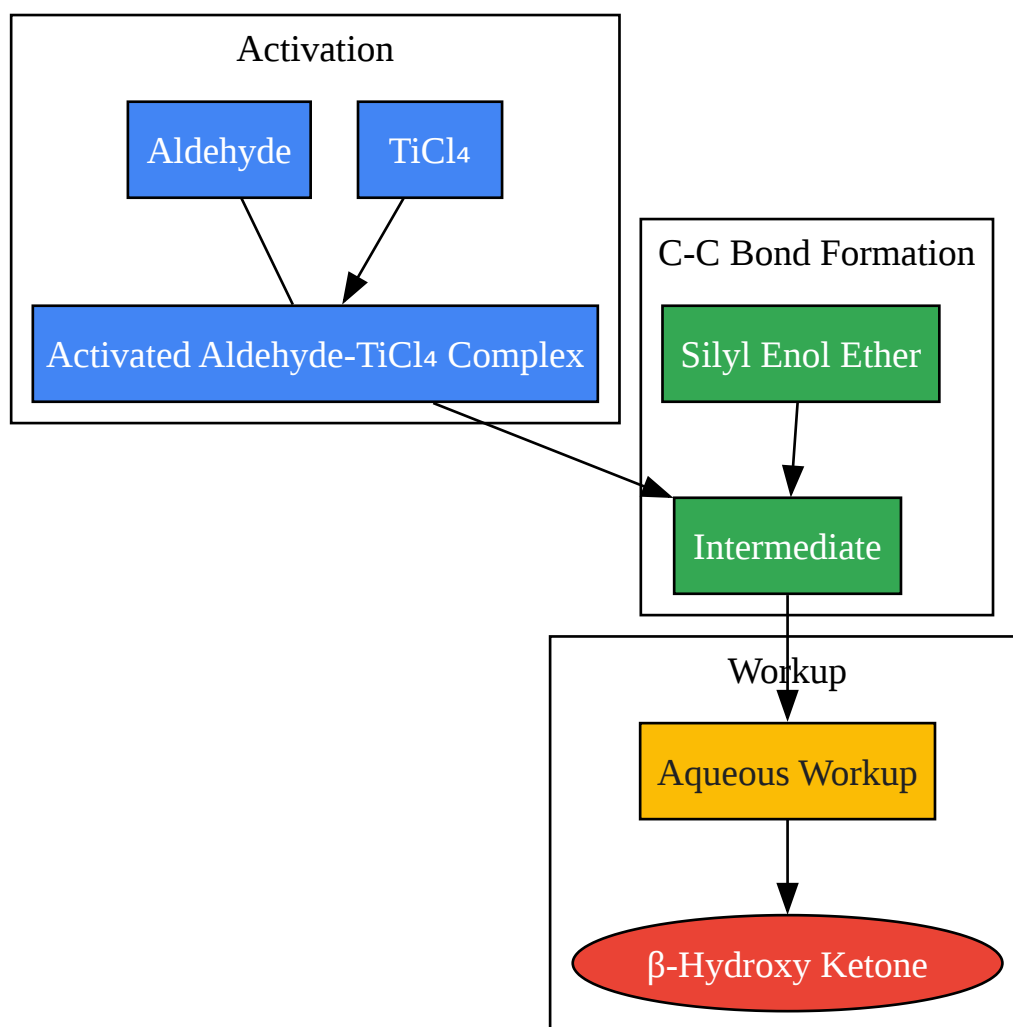 Activation
Aldehyde
TiCl₄
Activated Aldehyde-TiCl₄ Complex
C-C Bond Formation
Silyl Enol Ether
Intermediate
Workup
Aqueous Workup
β-Hydroxy Ketone